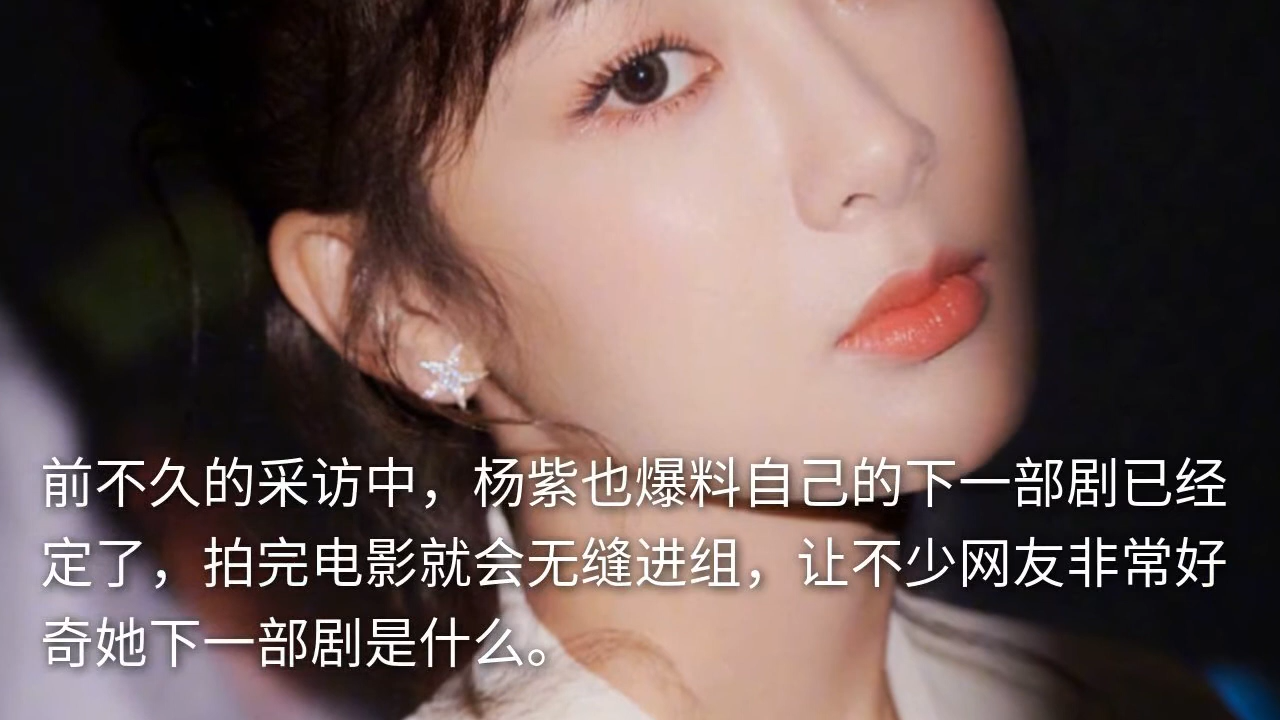 前不久的采访中，杨紫也爆料自己的下一部剧已经
定了，拍完电影就会无缝进组，让不少网友非常好
奇她下一部剧是什么。